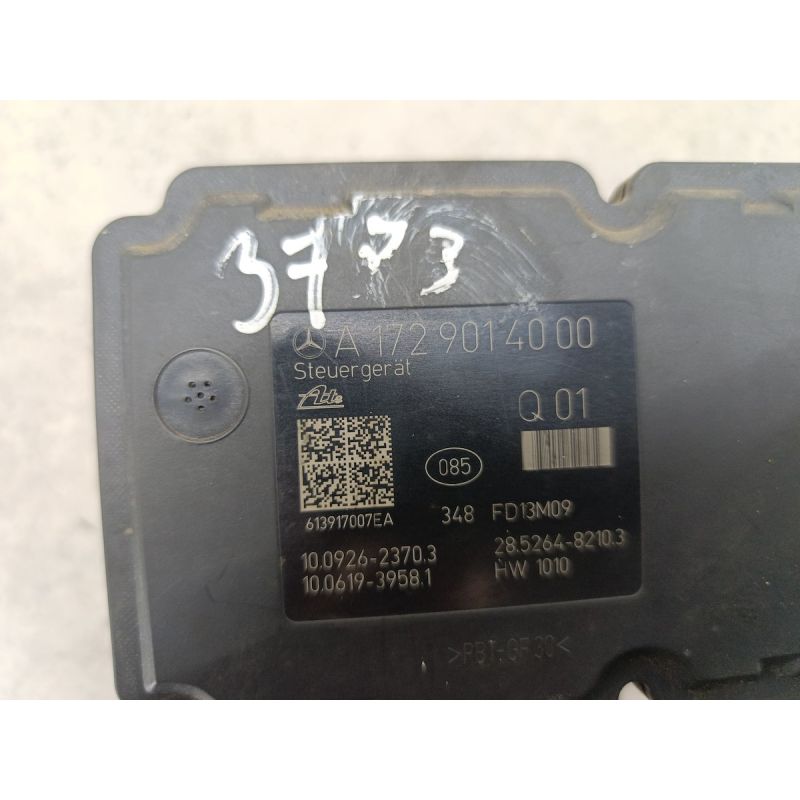 3773
A 172 901 40 00
Steuergerät
Ate
Q 01
085
613917007EA
348 FD13M09
10.0926-2370.3
28.5264-8210.3
10.0619-3958.1
HW 1010
>PBT-GF30<